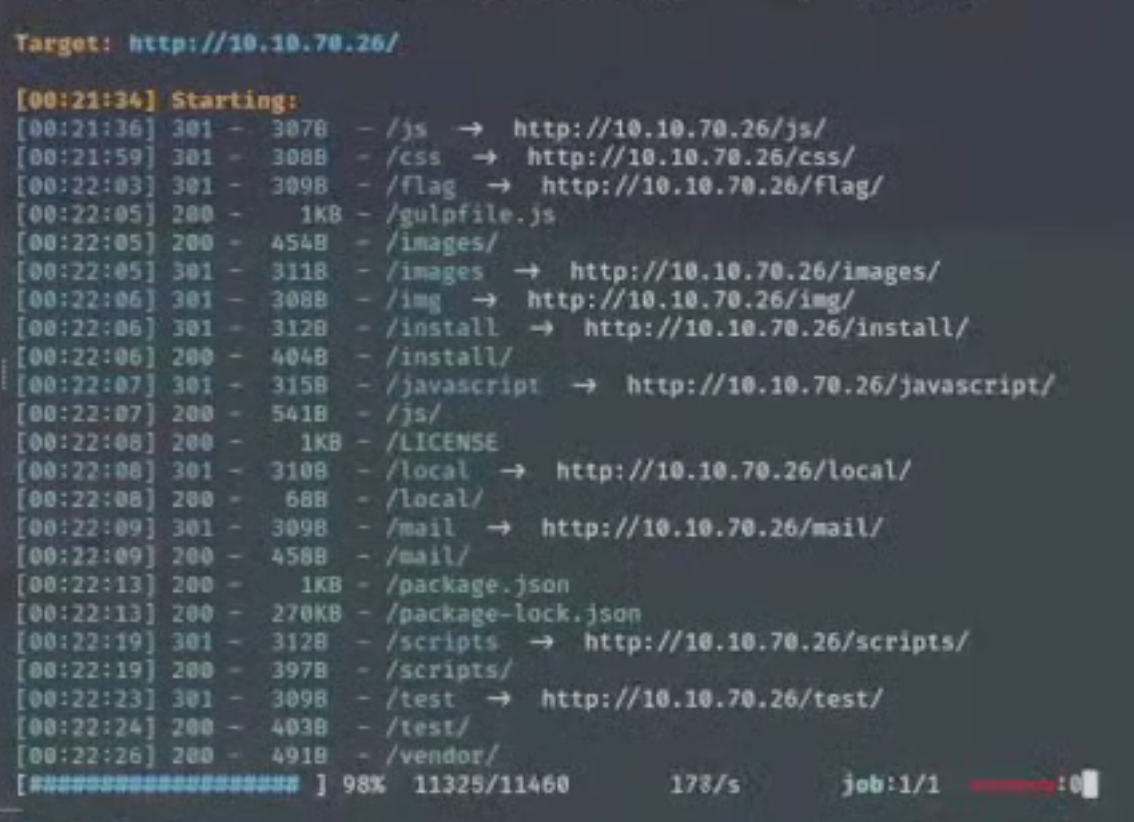 Target: http://10.10.70.26/
[00:21:34] Starting:
[00:21:36] 301 - 307B - /js → http://10.10.70.26/js/
[00:21:59] 301 - 308B - /css → http://10.10.70.26/css/
[00:22:03] 301 - 309B - /flag → http://10.10.70.26/flag/
[00:22:05] 200 - 1KB - /gulpfile.js
[00:22:05] 200 - 454B - /images/
[00:22:05] 301 - 311B - /images → http://10.10.70.26/images/
[00:22:06] 301 - 308B - /img → http://10.10.70.26/img/
[00:22:06] 301 - 312B - /install → http://10.10.70.26/install/
[00:22:06] 200 - 404B - /install/
[00:22:07] 301 - 315B - /javascript → http://10.10.70.26/javascript/
[00:22:07] 200 - 541B - /js/
[00:22:08] 200 - 1KB - /LICENSE
[00:22:08] 301 - 310B - /local → http://10.10.70.26/local/
[00:22:08] 200 - 68B - /local/
[00:22:09] 301 - 309B - /mail → http://10.10.70.26/mail/
[00:22:09] 200 - 458B - /mail/
[00:22:13] 200 - 1KB - /package.json
[00:22:13] 200 - 270KB - /package-lock.json
[00:22:19] 301 - 312B - /scripts → http://10.10.70.26/scripts/
[00:22:19] 200 - 397B - /scripts/
[00:22:23] 301 - 309B - /test → http://10.10.70.26/test/
[00:22:24] 200 - 403B - /test/
[00:22:26] 200 - 491B - /vendor/
[################### ] 98% 11325/11460 178/s job:1/1 :0